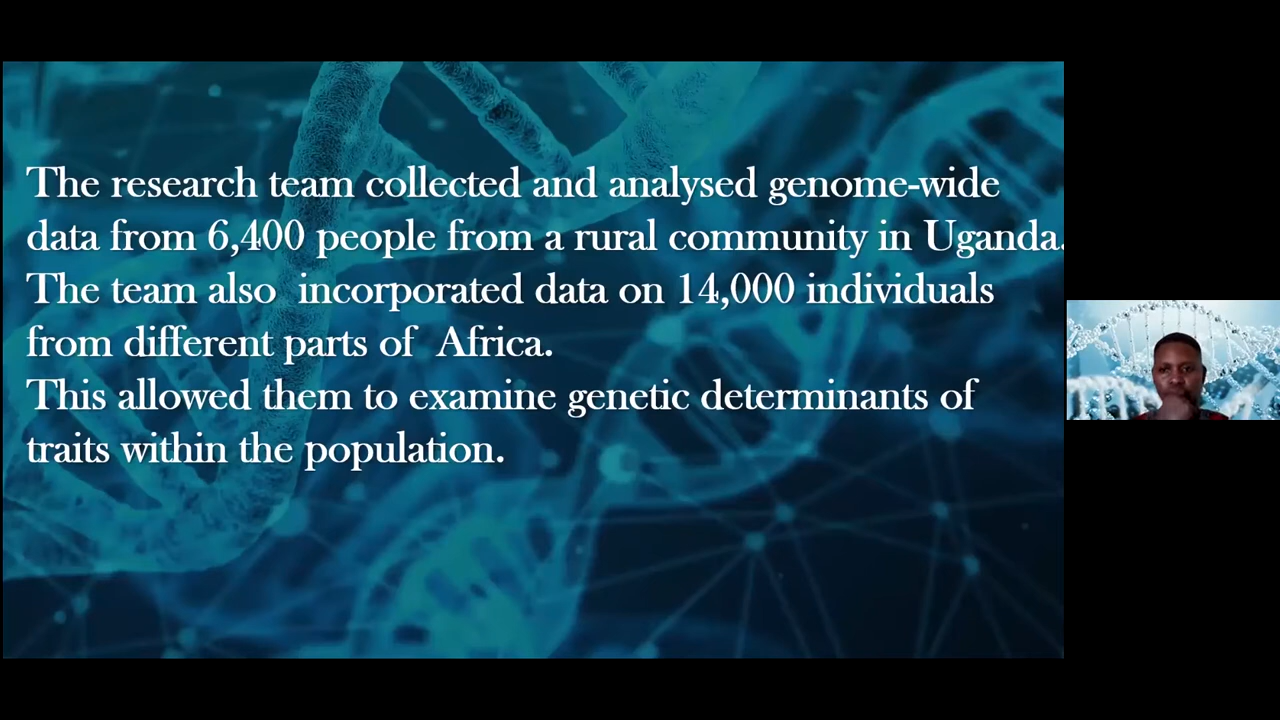 The research team collected and analysed genome-wide
data from 6,400 people from a rural community in Uganda.
The team also  incorporated data on 14,000 individuals
from different parts of  Africa.
This allowed them to examine genetic determinants of
traits within the population.